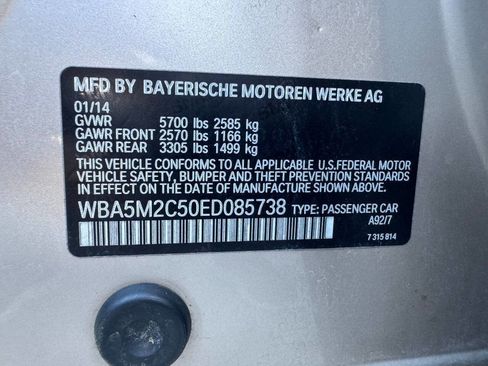 MFD BY BAYERISCHE MOTOREN WERKE AG
01/14
GVWR 5700 lbs 2585 kg
GAWR FRONT 2570 lbs 1166 kg
GAWR REAR 3305 lbs 1499 kg
THIS VEHICLE CONFORMS TO ALL APPLICABLE U.S.FEDERAL MOTOR
VEHICLE SAFETY, BUMPER AND THEFT PREVENTION STANDARDS
IN EFFECT ON THE DATE OF MANUFACTURE SHOWN ABOVE.
WBA5M2C50ED085738 TYPE: PASSENGER CAR
A92/7
7 315 814